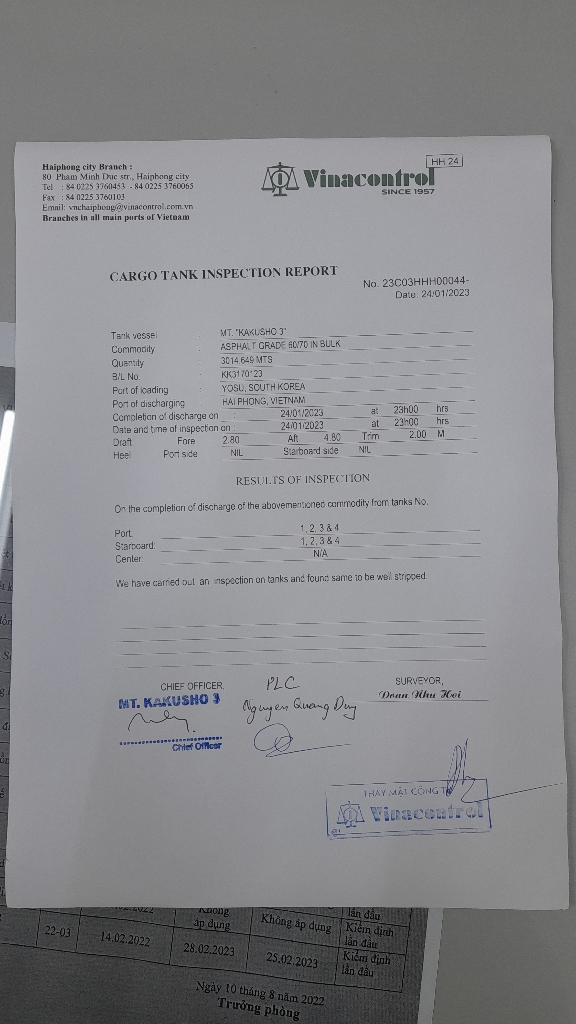 Haiphong city Branch :
80 Pham Minh Duc str., Haiphong city
Tel : 84 0225 3760453 - 84 0225 3760065
Fax : 84 0225 3760103
Email: vnchaiphong@vinacontrol.com.vn
Branches in all main ports of Vietnam
HH 24
Vinacontrol
SINCE 1957
CARGO TANK INSPECTION REPORT
No. 23C03HHH00044-
Date: 24/01/2023
Tank vessel : MT. "KAKUSHO 3"
Commodity : ASPHALT GRADE 60/70 IN BULK
Quantity : 3014.649 MTS
B/L No. : KK3170123
Port of loading : YOSU, SOUTH KOREA
Port of discharging : HAI PHONG, VIETNAM
Completion of discharge on : 24/01/2023 at 23h00 hrs
Date and time of inspection on : 24/01/2023 at 23h00 hrs
Draft Fore 2.80 Aft 4.80 Trim 2.00 M
Heel Port side NIL Starboard side NIL
RESULTS OF INSPECTION
On the completion of discharge of the abovementioned commodity from tanks No.
Port: 1, 2, 3 & 4
Starboard: 1, 2, 3 & 4
Center: N/A
We have carried out an inspection on tanks and found same to be well stripped.
CHIEF OFFICER, PLC SURVEYOR,
MT. KAKUSHO 3 Nguyen Quang Duy Doan Nhu Hoi
Chief Officer
THAY MẶT CÔNG TY
Vinacontrol
Không áp dụng Không áp dụng Kiểm định lần đầu
22-03 14.02.2022 28.02.2023 25.02.2023 Kiểm định lần đầu
Ngày 10 tháng 8 năm 2022
Trưởng phòng